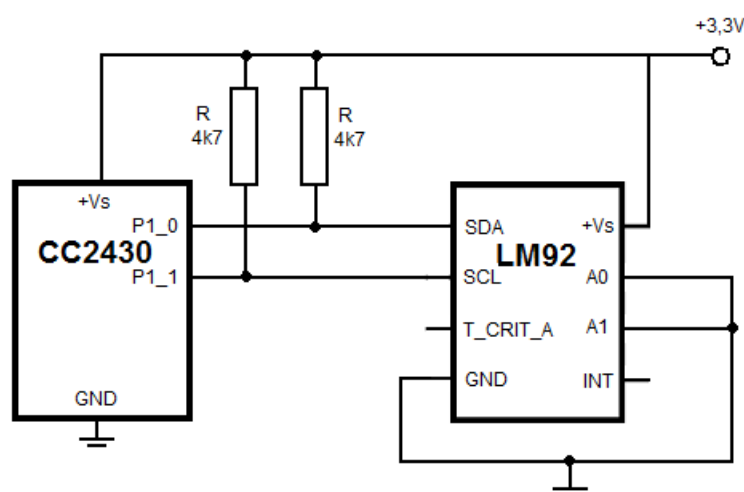 +3,3V
R
4k7
R
4k7
+Vs
P1_0
CC2430
P1_1
GND
SDA
+Vs
LM92
SCL
A0
T_CRIT_A
A1
GND
INT